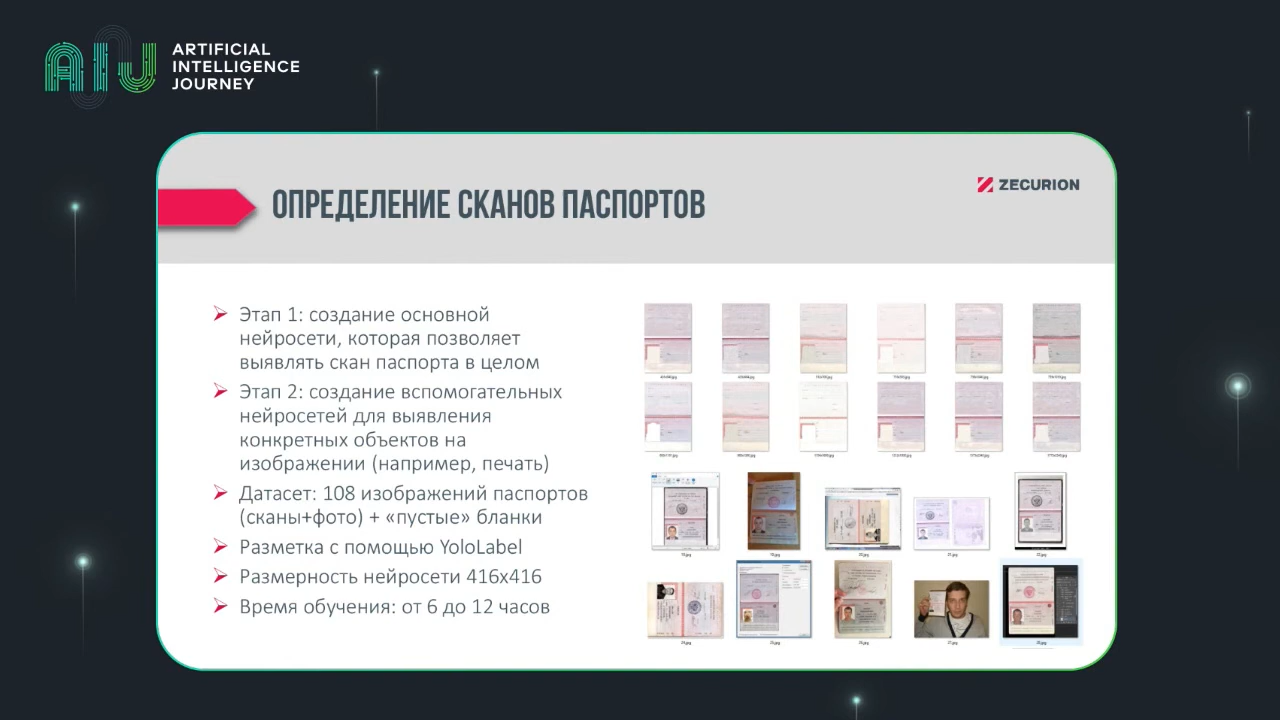 ARTIFICIAL
INTELLIGENCE
JOURNEY
ОПРЕДЕЛЕНИЕ СКАНОВ ПАСПОРТОВ
ZECURION
Этап 1: создание основной
нейросети, которая позволяет
выявлять скан паспорта в целом
Этап 2: создание вспомогательных
нейросетей для выявления
конкретных объектов на
изображении (например, печать)
Датасет: 108 изображений паспортов
(сканы+фото) + «пустые» бланки
Разметка с помощью YoloLabel
Размерность нейросети 416x416
Время обучения: от 6 до 12 часов